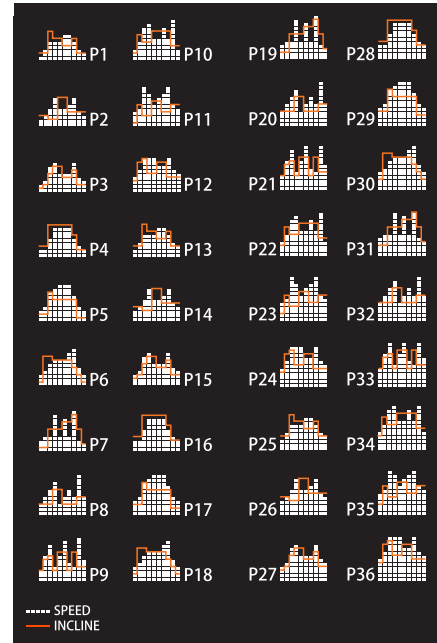 P1 P10 P19 P28
P2 P11 P20 P29
P3 P12 P21 P30
P4 P13 P22 P31
P5 P14 P23 P32
P6 P15 P24 P33
P7 P16 P25 P34
P8 P17 P26 P35
P9 P18 P27 P36
SPEED
INCLINE